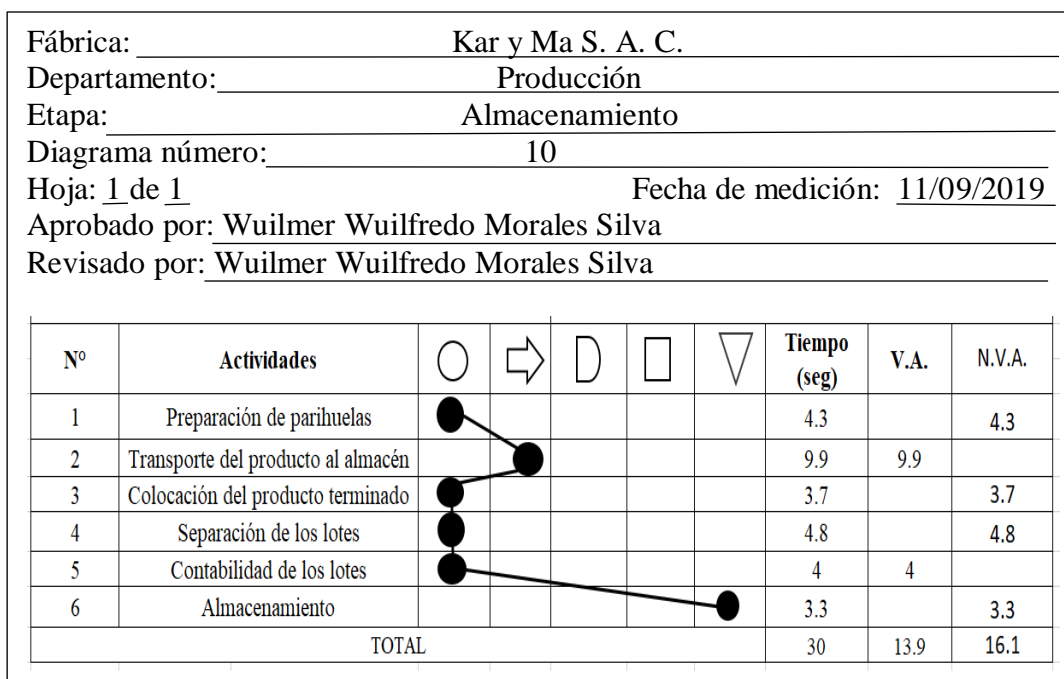 Fábrica: Kar y Ma S. A. C.
Departamento: Producción
Etapa: Almacenamiento
Diagrama número: 10
Hoja: 1 de 1 Fecha de medición: 11/09/2019
Aprobado por: Wuilmer Wuilfredo Morales Silva
Revisado por: Wuilmer Wuilfredo Morales Silva
N° Actividades Tiempo (seg) V.A. N.V.A.
1 Preparación de parihuelas 4.3 4.3
2 Transporte del producto al almacén 9.9 9.9
3 Colocación del producto terminado 3.7 3.7
4 Separación de los lotes 4.8 4.8
5 Contabilidad de los lotes 4 4
6 Almacenamiento 3.3 3.3
TOTAL 30 13.9 16.1